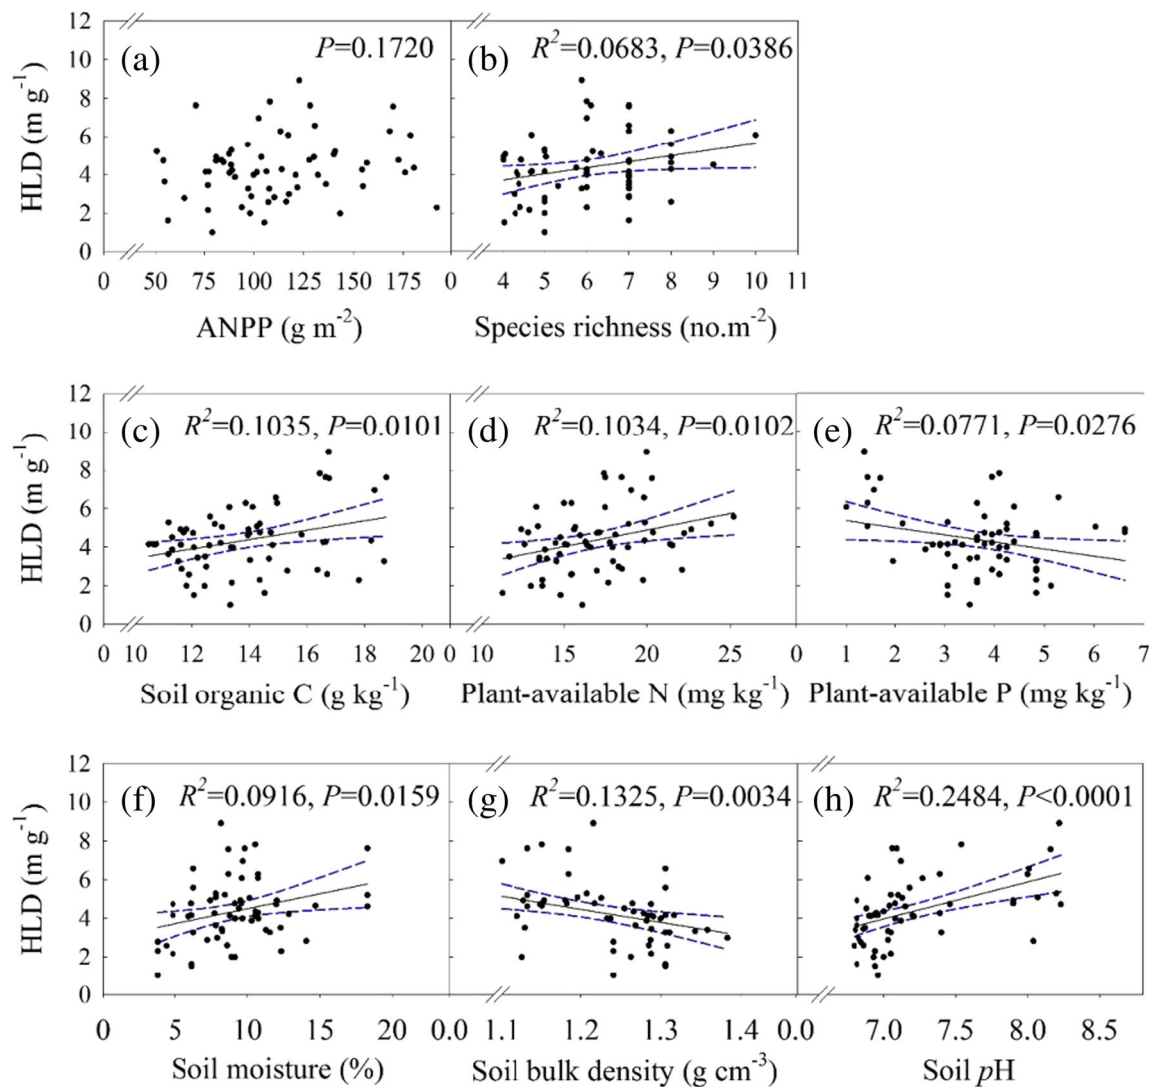 (a) P=0.1720
(b) R²=0.0683, P=0.0386
HLD (m g⁻¹)
12
10
8
6
4
2
0
0 50 75 100 125 150 175 0 4 5 6 7 8 9 10 11
ANPP (g m⁻²)
Species richness (no.m⁻²)
(c) R²=0.1035, P=0.0101
(d) R²=0.1034, P=0.0102
(e) R²=0.0771, P=0.0276
HLD (m g⁻¹)
12
10
8
6
4
2
0
0 10 12 14 16 18 20 0 10 15 20 25 0 1 2 3 4 5 6 7
Soil organic C (g kg⁻¹)
Plant-available N (mg kg⁻¹)
Plant-available P (mg kg⁻¹)
(f) R²=0.0916, P=0.0159
(g) R²=0.1325, P=0.0034
(h) R²=0.2484, P<0.0001
HLD (m g⁻¹)
12
10
8
6
4
2
0
0 5 10 15 20 0.0 1.1 1.2 1.3 1.4 0.0 7.0 7.5 8.0 8.5
Soil moisture (%)
Soil bulk density (g cm⁻³)
Soil pH